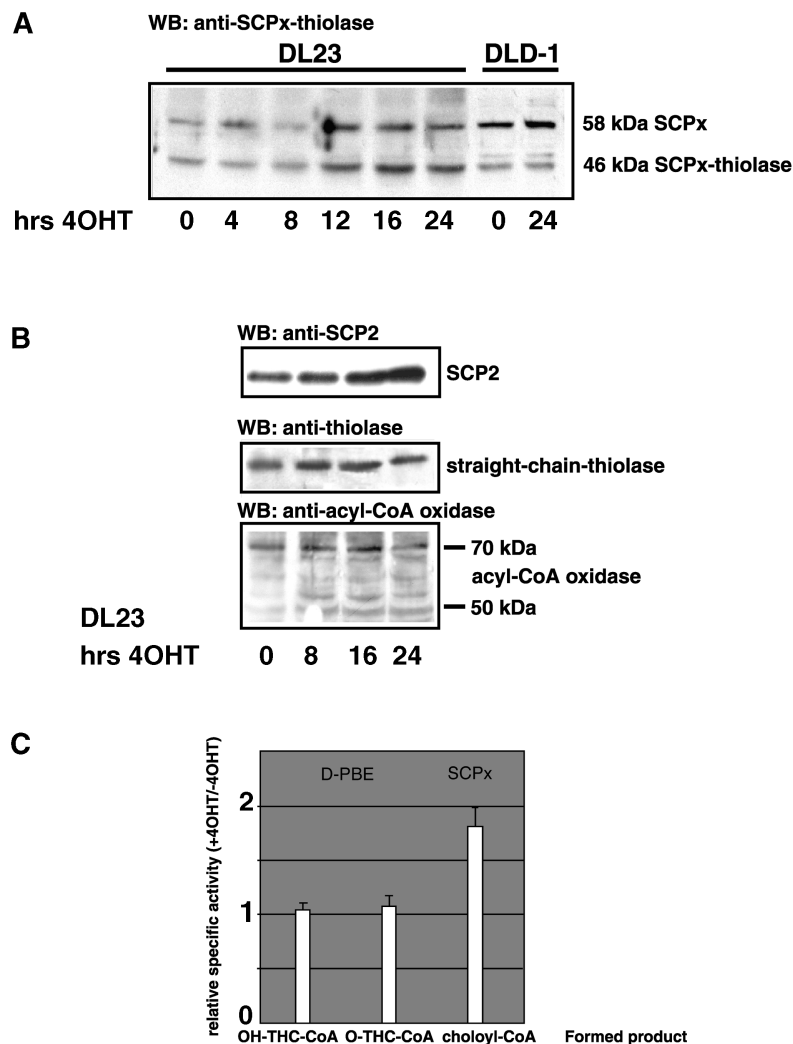 A
WB: anti-SCPx-thiolase
DL23 DLD-1
58 kDa SCPx
46 kDa SCPx-thiolase
hrs 4OHT 0 4 8 12 16 24 0 24
B
WB: anti-SCP2
SCP2
WB: anti-thiolase
straight-chain-thiolase
WB: anti-acyl-CoA oxidase
70 kDa
acyl-CoA oxidase
50 kDa
DL23
hrs 4OHT 0 8 16 24
C
relative specific activity (+4OHT/-4OHT)
D-PBE SCPx
2
1
0
OH-THC-CoA O-THC-CoA choloyl-CoA Formed product